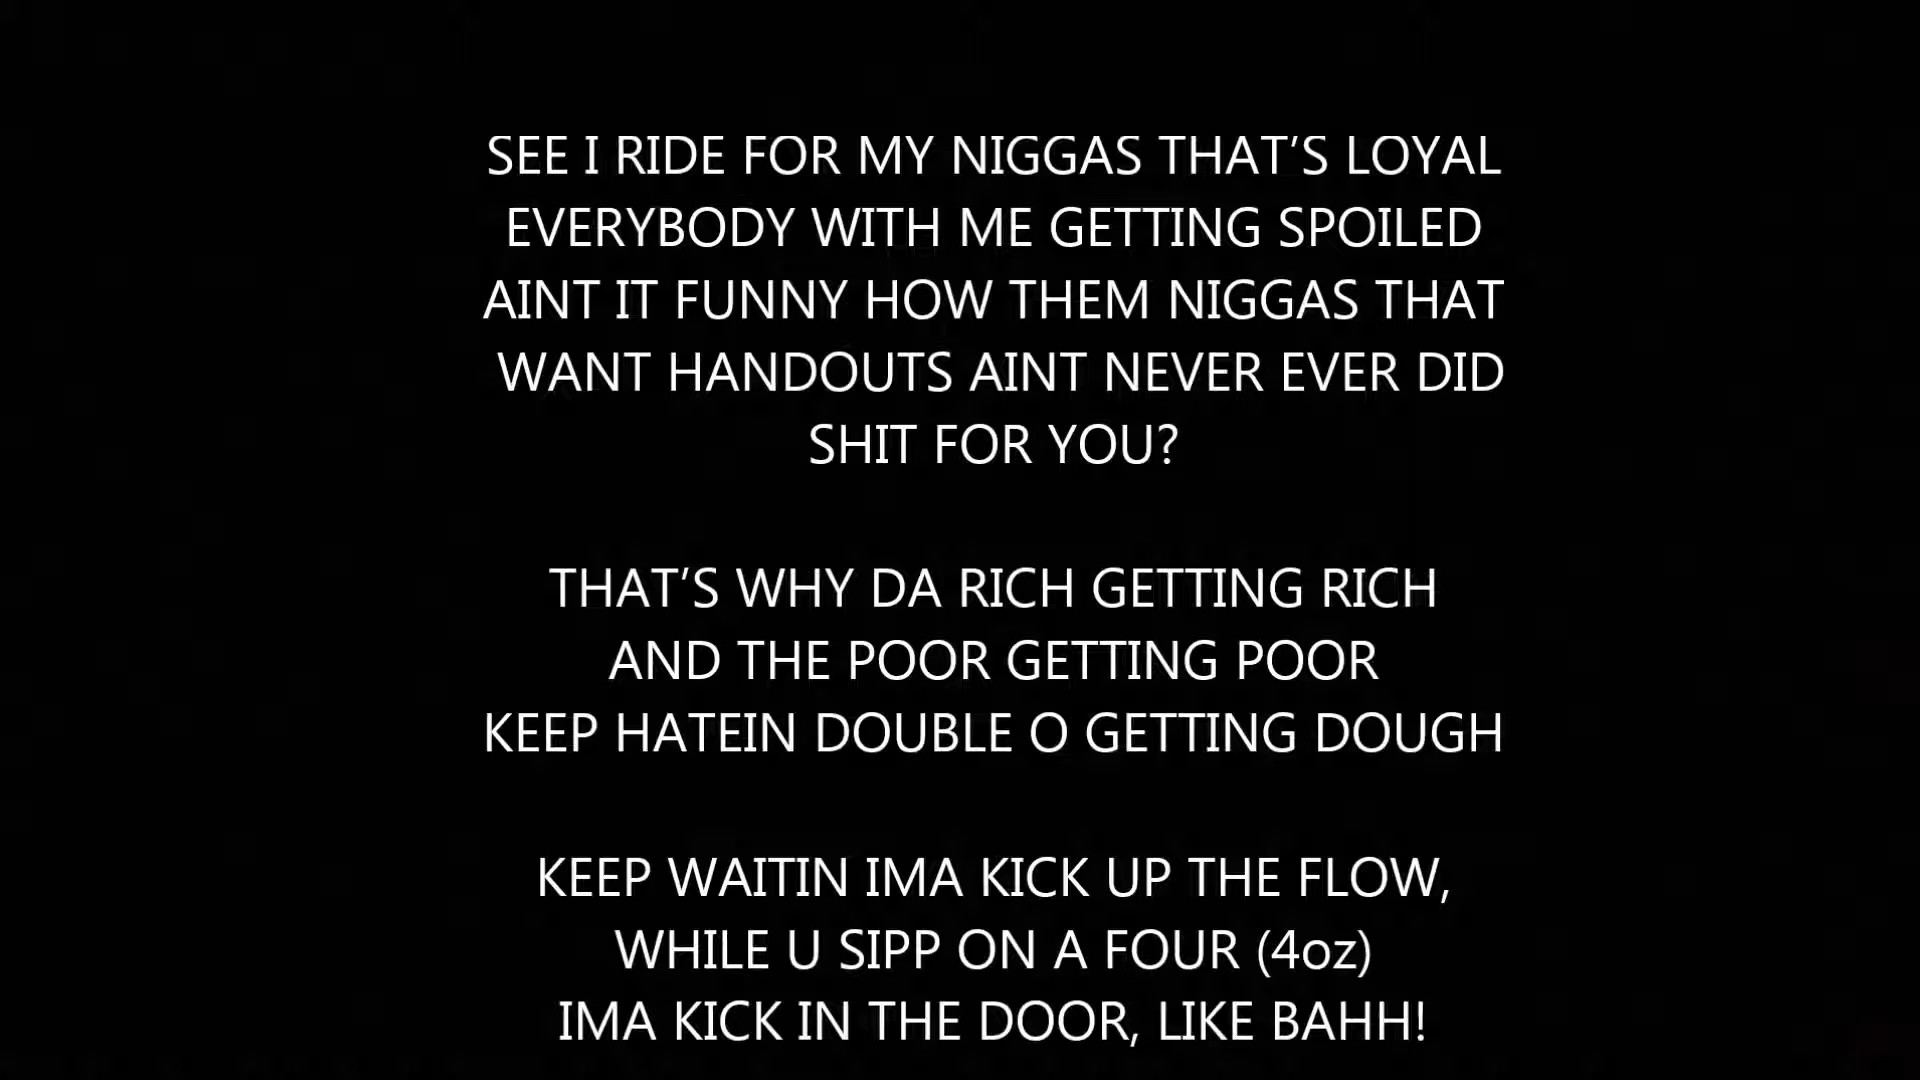 SEE I RIDE FOR MY NIGGAS THAT'S LOYAL
EVERYBODY WITH ME GETTING SPOILED
AINT IT FUNNY HOW THEM NIGGAS THAT
WANT HANDOUTS AINT NEVER EVER DID
SHIT FOR YOU?
THAT'S WHY DA RICH GETTING RICH
AND THE POOR GETTING POOR
KEEP HATEIN DOUBLE O GETTING DOUGH
KEEP WAITIN IMA KICK UP THE FLOW,
WHILE U SIPP ON A FOUR (4oz)
IMA KICK IN THE DOOR, LIKE BAHH!